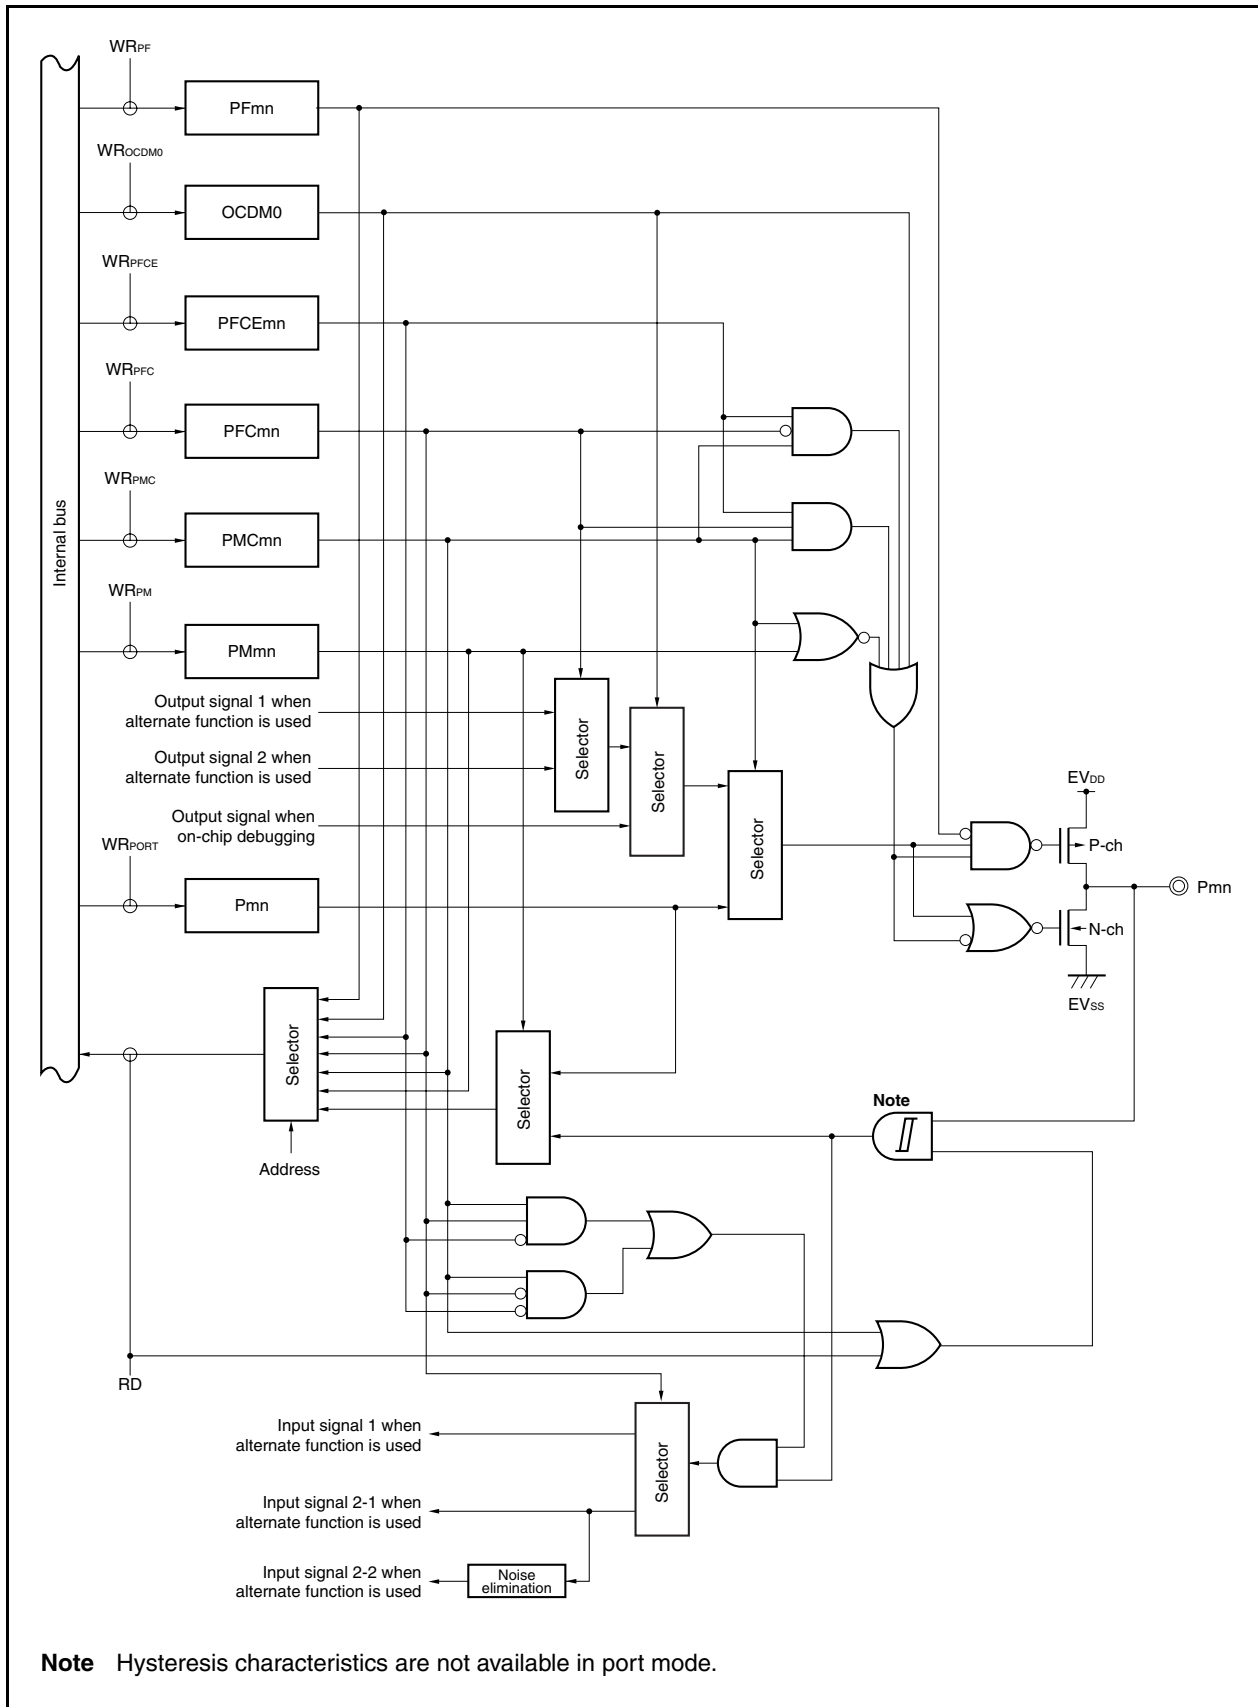 WRPF
PFmn
WROCDM0
OCDM0
WRPFCE
PFCEmn
WRPFC
PFCmn
WRPMC
PMCmn
Internal bus
WRPM
PMmn
Output signal 1 when
alternate function is used
Output signal 2 when
alternate function is used
Output signal when
on-chip debugging
Selector
Selector
Selector
WRPORT
Pmn
EVDD
P-ch
Pmn
N-ch
EVSS
Selector
Address
Selector
Note
RD
Input signal 1 when
alternate function is used
Input signal 2-1 when
alternate function is used
Input signal 2-2 when
alternate function is used
Selector
Noise
elimination
Note Hysteresis characteristics are not available in port mode.